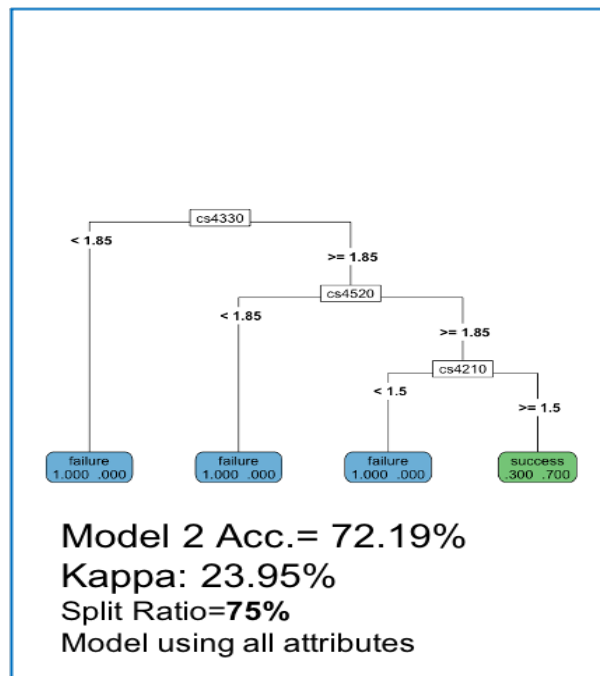 cs4330
< 1.85
>= 1.85
cs4520
< 1.85
>= 1.85
cs4210
< 1.5
>= 1.5
failure
1.000 .000
failure
1.000 .000
failure
1.000 .000
success
.300 .700
Model 2 Acc.= 72.19%
Kappa: 23.95%
Split Ratio=75%
Model using all attributes